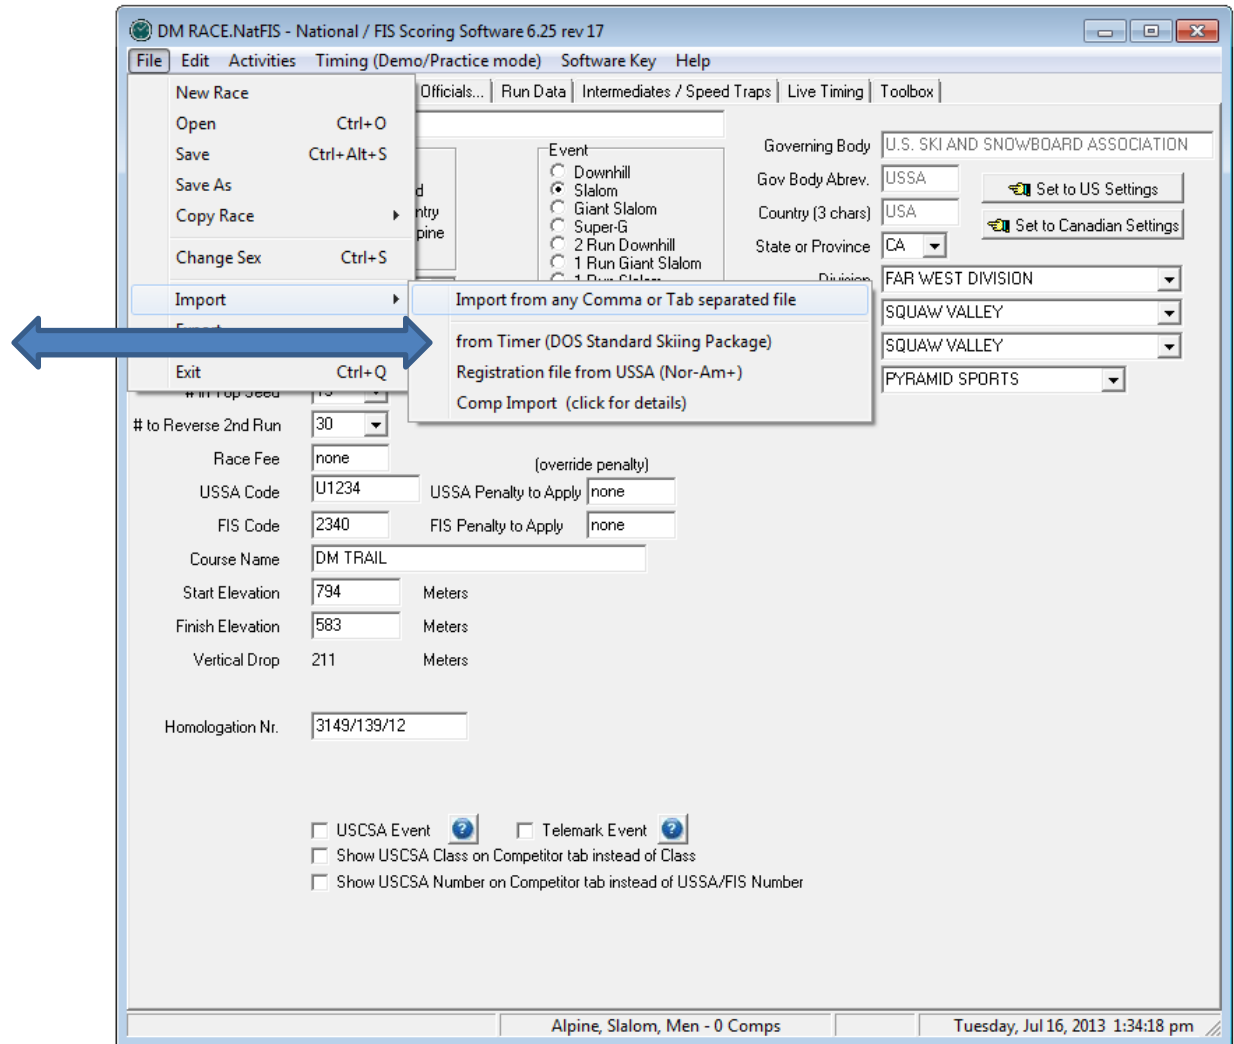 DM RACE.NatFIS - National / FIS Scoring Software 6.25 rev 17
File Edit Activities Timing (Demo/Practice mode) Software Key Help
Officials... Run Data Intermediates / Speed Traps Live Timing Toolbox
New Race
Open Ctrl+O
Save Ctrl+Alt+S
Save As
Copy Race
Change Sex Ctrl+S
Import
Exit Ctrl+Q
Import from any Comma or Tab separated file
from Timer (DOS Standard Skiing Package)
Registration file from USSA (Nor-Am+)
Comp Import (click for details)
Event
Downhill
Slalom
Giant Slalom
Super-G
2 Run Downhill
1 Run Giant Slalom
1 Run Slalom
Governing Body U.S. SKI AND SNOWBOARD ASSOCIATION
Gov Body Abrev. USSA
Set to US Settings
Country (3 chars) USA
Set to Canadian Settings
State or Province CA
Division FAR WEST DIVISION
SQUAW VALLEY
SQUAW VALLEY
PYRAMID SPORTS
# in Top Seed 15
# to Reverse 2nd Run 30
Race Fee none
(override penalty)
USSA Code U1234 USSA Penalty to Apply none
FIS Code 2340 FIS Penalty to Apply none
Course Name DM TRAIL
Start Elevation 794 Meters
Finish Elevation 583 Meters
Vertical Drop 211 Meters
Homologation Nr. 3149/139/12
USCSA Event Telemark Event
Show USCSA Class on Competitor tab instead of Class
Show USCSA Number on Competitor tab instead of USSA/FIS Number
Alpine, Slalom, Men - 0 Comps Tuesday, Jul 16, 2013 1:34:18 pm